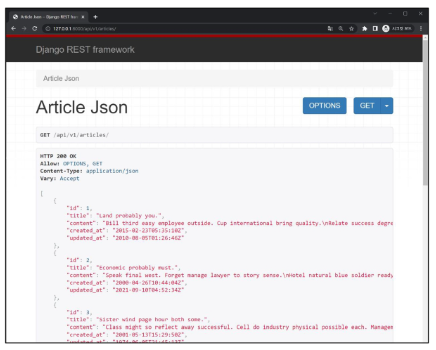 Article Json – Django REST fram
127.0.0.1:8000/api/v1/articles/
Django REST framework
Article Json
Article Json
OPTIONS
GET
GET /api/v1/articles/
HTTP 200 OK
Allow: OPTIONS, GET
Content-Type: application/json
Vary: Accept
[
{
"id": 1,
"title": "Land probably you.",
"content": "Bill third easy employee outside. Cup international bring quality.\nRelate success degre
"created_at": "2015-02-23T05:35:10Z",
"updated_at": "2010-08-05T01:26:46Z"
},
{
"id": 2,
"title": "Economic probably must.",
"content": "Speak final west. Forget manage lawyer to story sense.\nHotel natural blue soldier ready
"created_at": "2000-04-26T10:44:04Z",
"updated_at": "2021-09-10T04:52:34Z"
},
{
"id": 3,
"title": "Sister wind page hour both some.",
"content": "Class might so reflect away successful. Cell do industry physical possible each. Managem
"created_at": "2001-05-13T15:29:50Z",